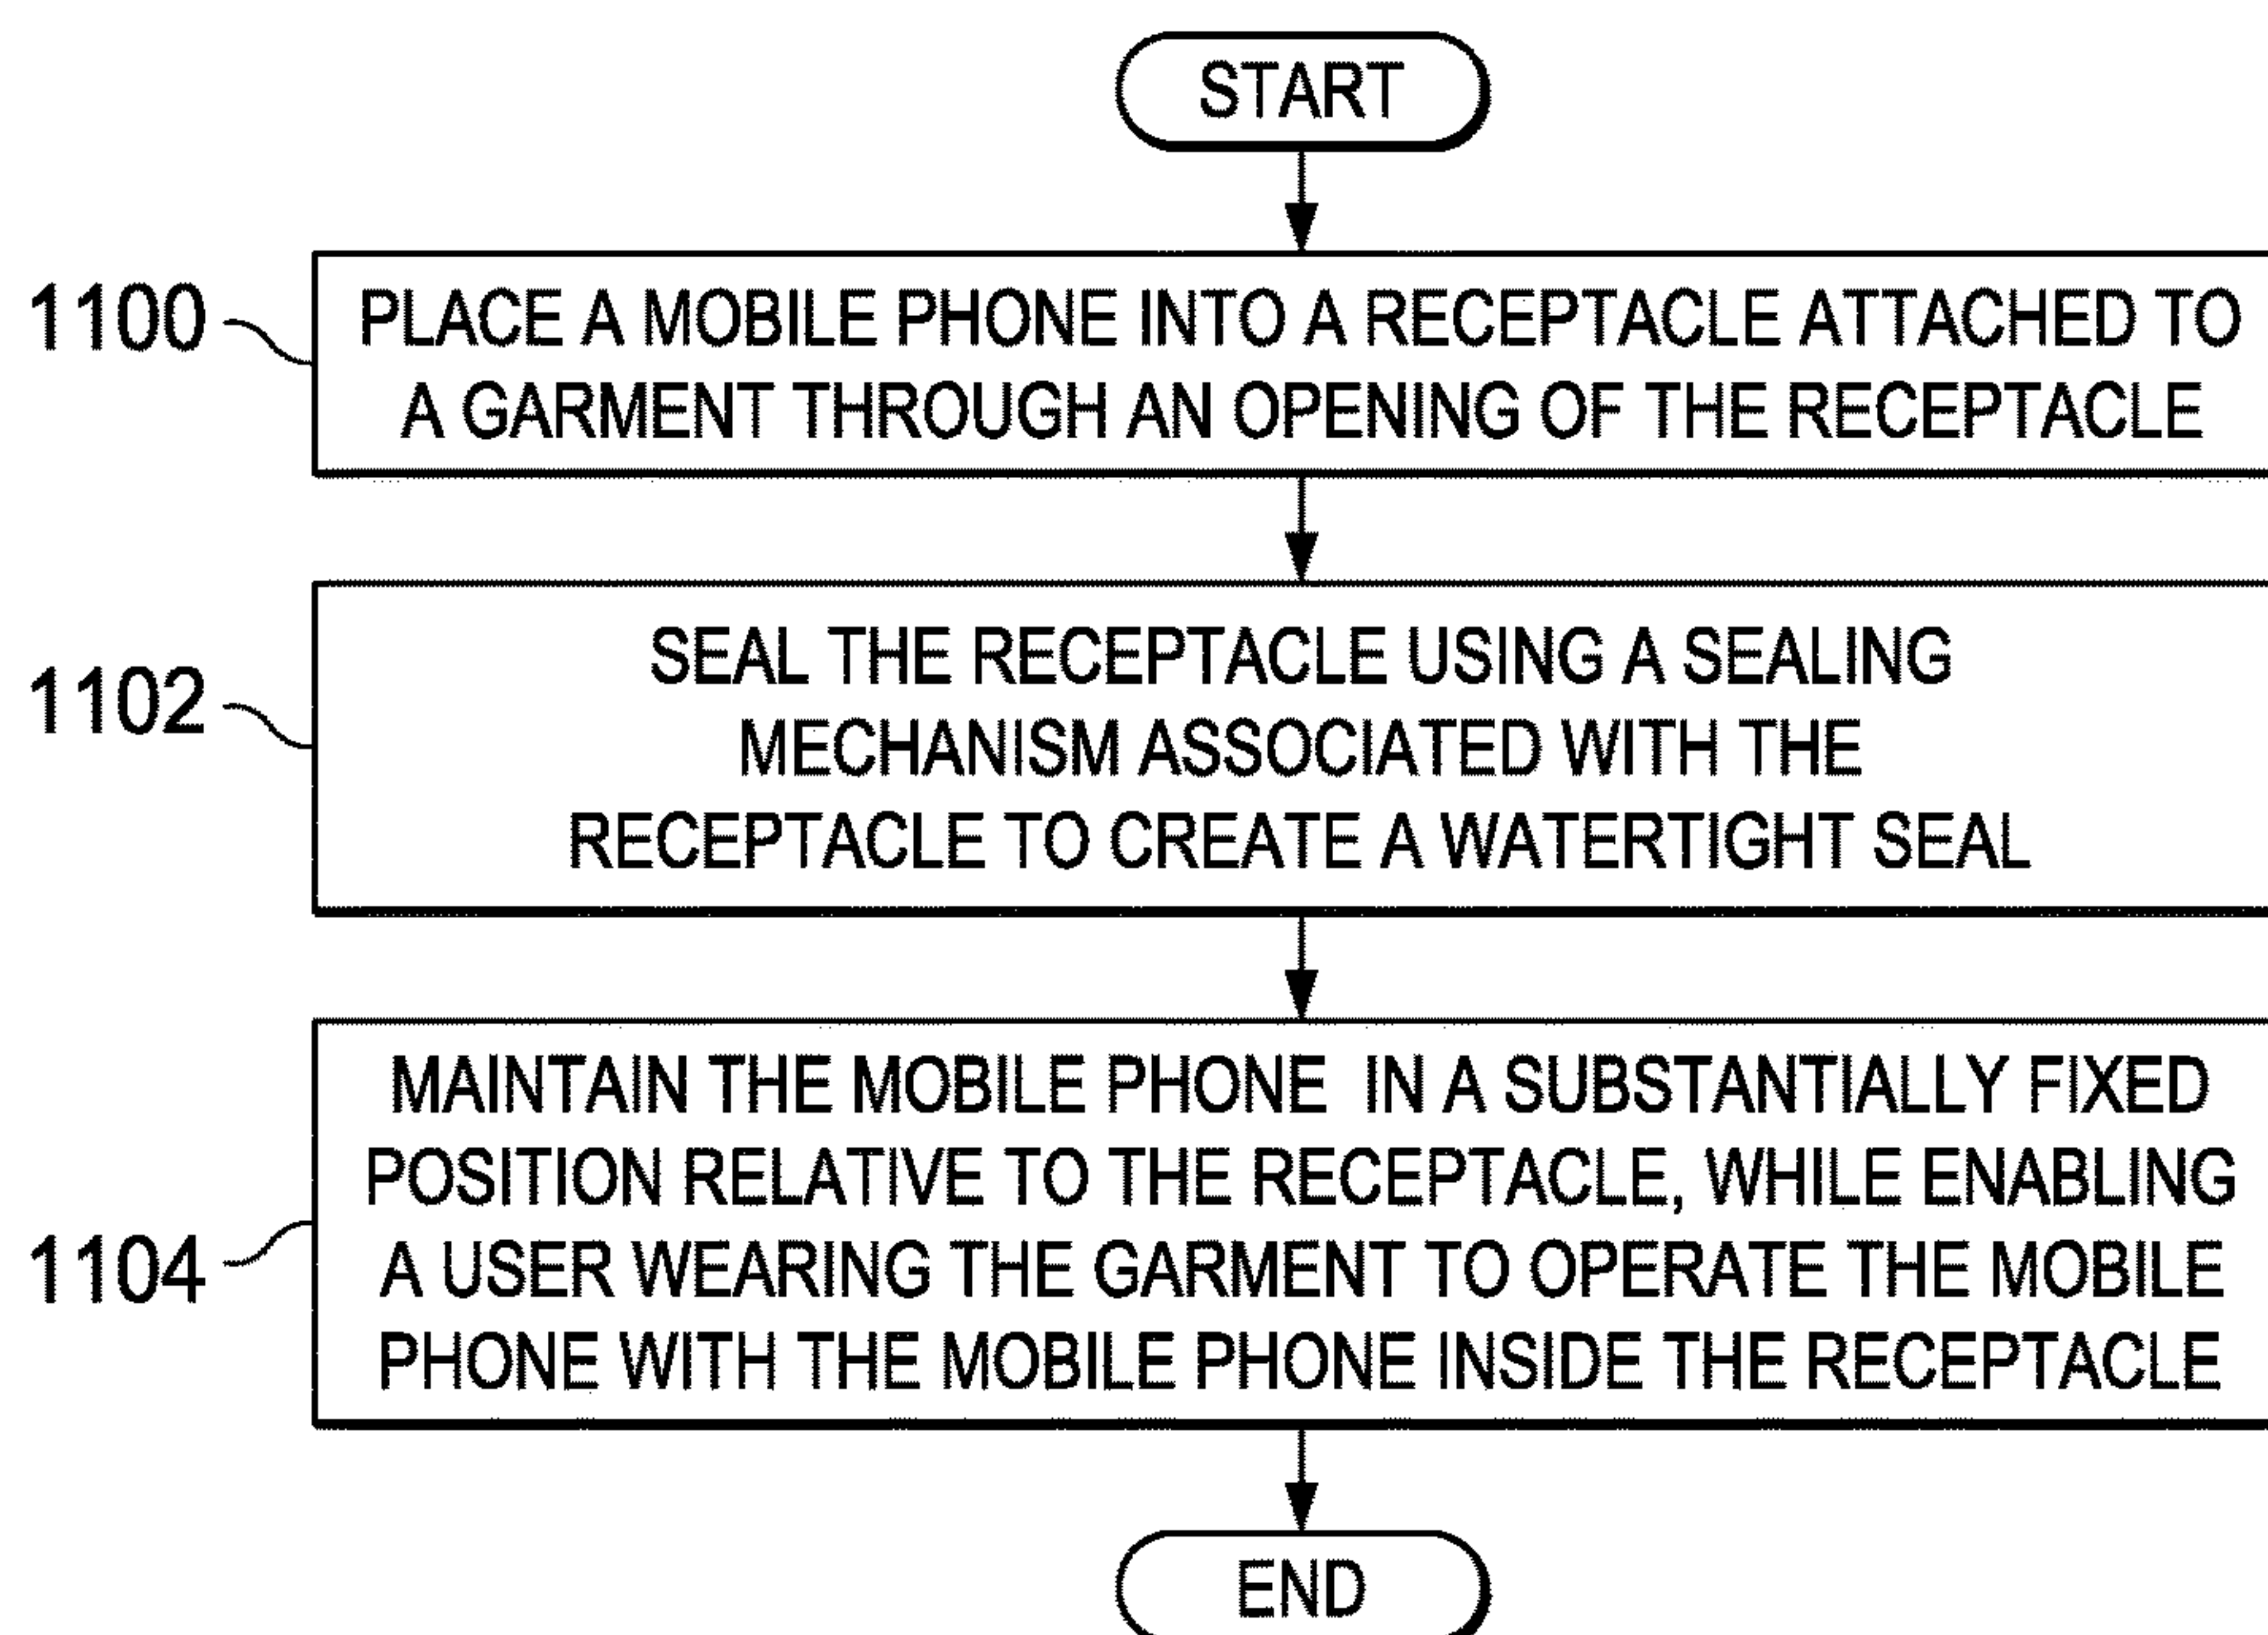 START
1100
PLACE A MOBILE PHONE INTO A RECEPTACLE ATTACHED TO
A GARMENT THROUGH AN OPENING OF THE RECEPTACLE
1102
SEAL THE RECEPTACLE USING A SEALING
MECHANISM ASSOCIATED WITH THE
RECEPTACLE TO CREATE A WATERTIGHT SEAL
1104
MAINTAIN THE MOBILE PHONE IN A SUBSTANTIALLY FIXED
POSITION RELATIVE TO THE RECEPTACLE, WHILE ENABLING
A USER WEARING THE GARMENT TO OPERATE THE MOBILE
PHONE WITH THE MOBILE PHONE INSIDE THE RECEPTACLE
END